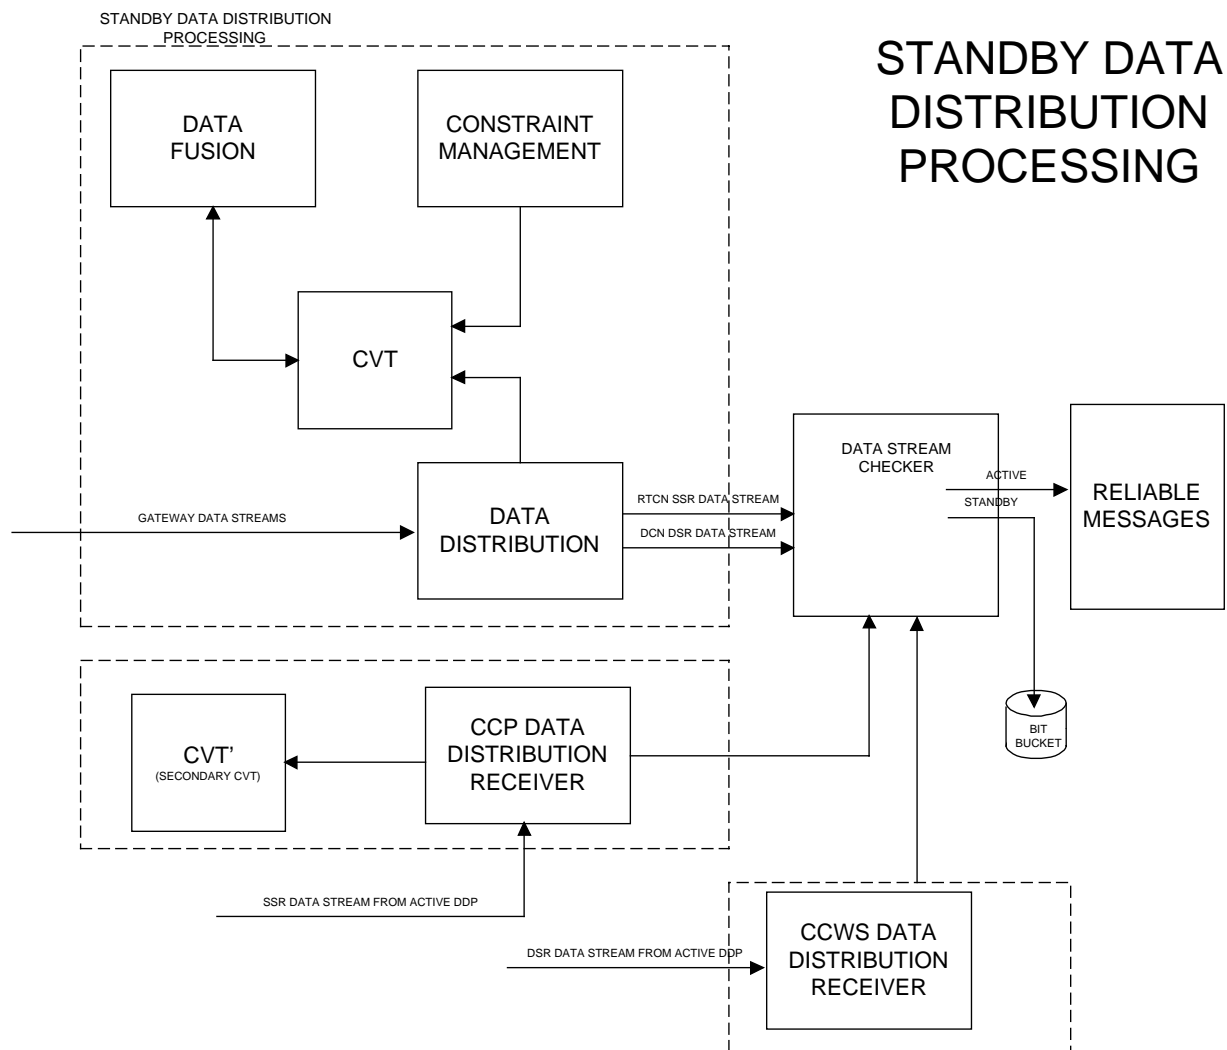 STANDBY DATA DISTRIBUTION
PROCESSING
STANDBY DATA
DISTRIBUTION
PROCESSING
DATA
FUSION
CONSTRAINT
MANAGEMENT
CVT
DATA STREAM
CHECKER
ACTIVE
STANDBY
RELIABLE
MESSAGES
RTCN SSR DATA STREAM
GATEWAY DATA STREAMS
DATA
DISTRIBUTION
DCN DSR DATA STREAM
BIT
BUCKET
CVT’
(SECONDARY CVT)
CCP DATA
DISTRIBUTION
RECEIVER
SSR DATA STREAM FROM ACTIVE DDP
DSR DATA STREAM FROM ACTIVE DDP
CCWS DATA
DISTRIBUTION
RECEIVER